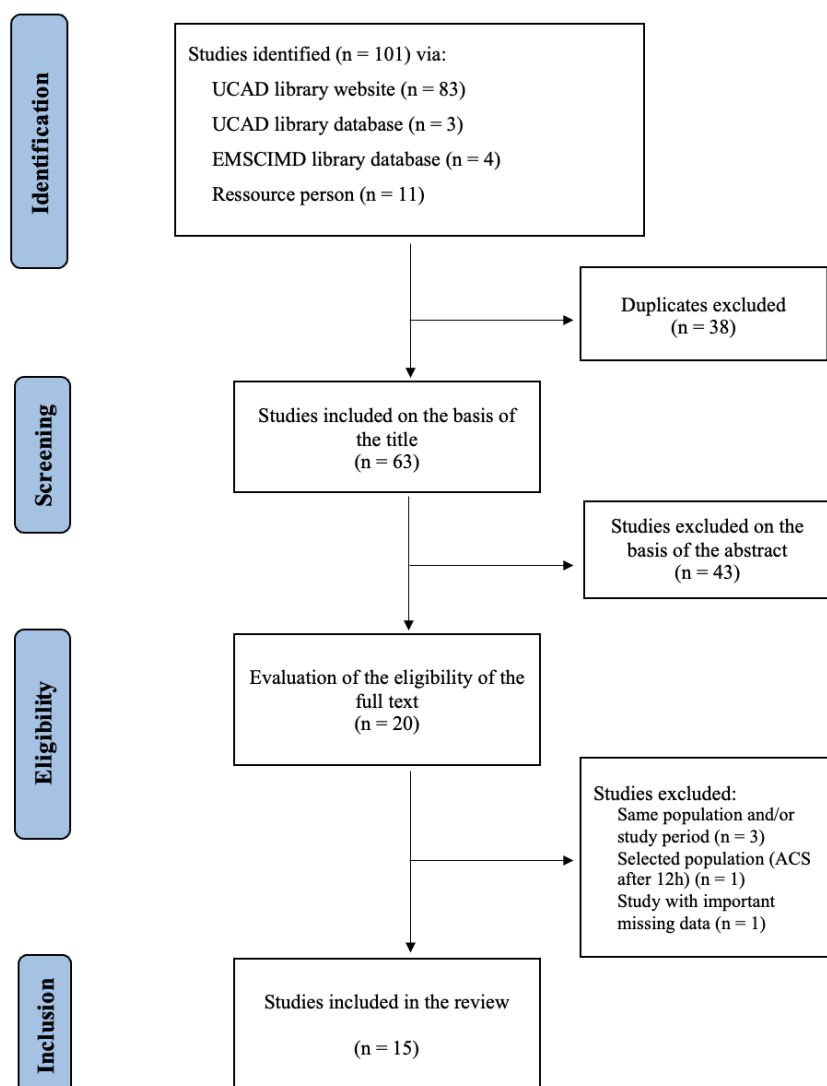 Identification
Studies identified (n = 101) via:
UCAD library website (n = 83)
UCAD library database (n = 3)
EMSCIMD library database (n = 4)
Ressource person (n = 11)
Duplicates excluded
(n = 38)
Screening
Studies included on the basis of
the title
(n = 63)
Studies excluded on the
basis of the abstract
(n = 43)
Eligibility
Evaluation of the eligibility of the
full text
(n = 20)
Studies excluded:
Same population and/or
study period (n = 3)
Selected population (ACS
after 12h) (n = 1)
Study with important
missing data (n = 1)
Inclusion
Studies included in the review
(n = 15)